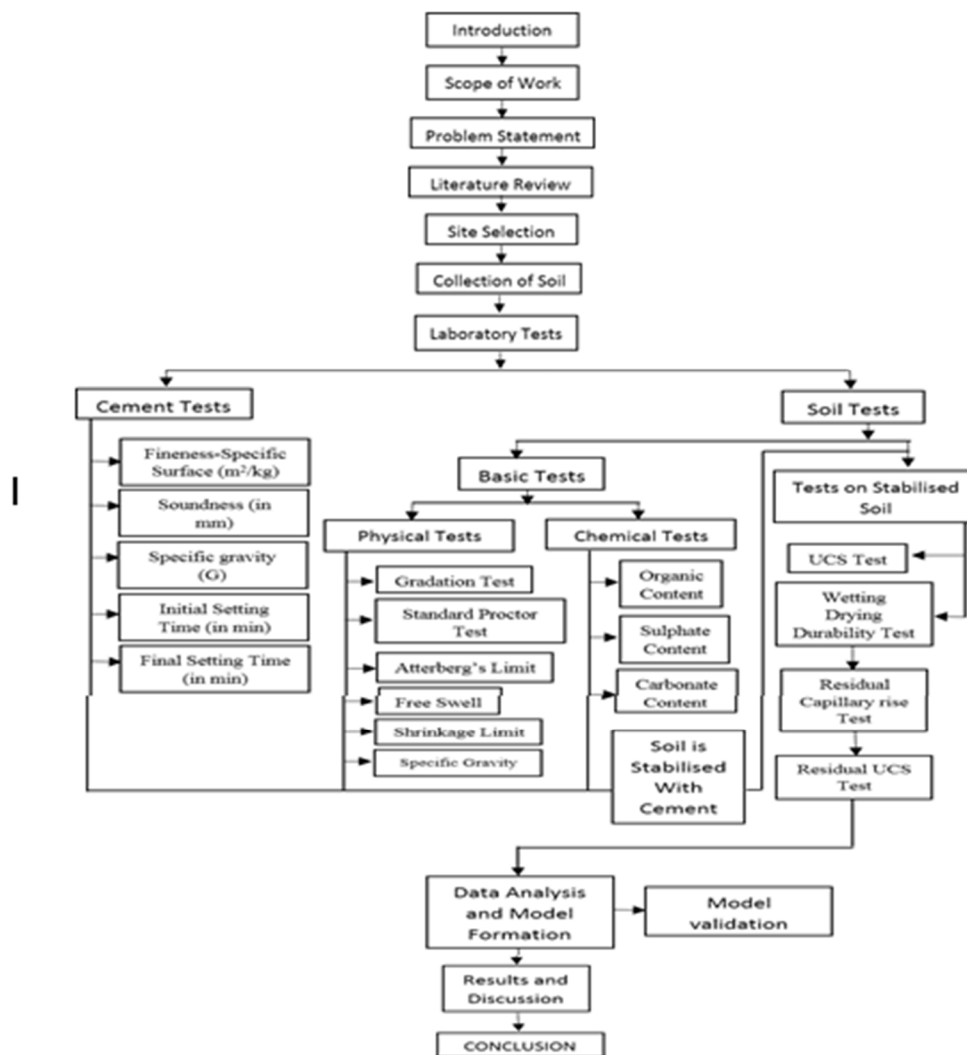 Introduction
Scope of Work
Problem Statement
Literature Review
Site Selection
Collection of Soil
Laboratory Tests
Cement Tests
Soil Tests
Fineness-Specific
Surface (m²/kg)
Soundness (in
mm)
Specific gravity
(G)
Initial Setting
Time (in min)
Final Setting Time
(in min)
Basic Tests
Physical Tests
Gradation Test
Standard Proctor
Test
Atterberg's Limit
Free Swell
Shrinkage Limit
Specific Gravity
Chemical Tests
Organic
Content
Sulphate
Content
Carbonate
Content
Soil is
Stabilised
With
Cement
Tests on Stabilised
Soil
UCS Test
Wetting
Drying
Durability Test
Residual
Capillary rise
Test
Residual UCS
Test
Data Analysis
and Model
Formation
Model
validation
Results and
Discussion
CONCLUSION